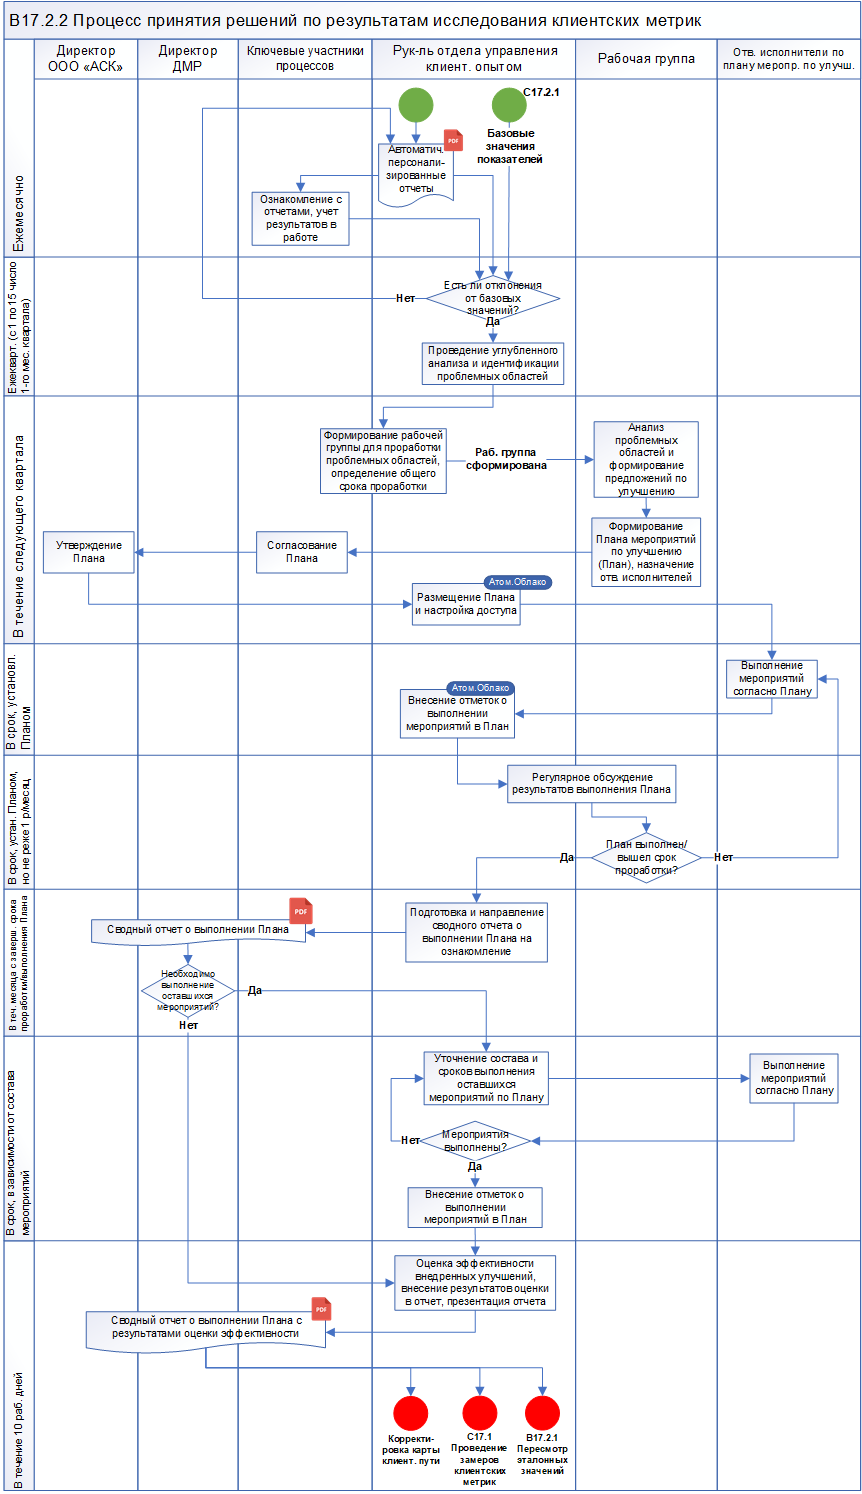 В17.2.2 Процесс принятия решений по результатам исследования клиентских метрик
Директор
ООО «АСК»
Директор
ДМР
Ключевые участники
процессов
Рук-ль отдела управления
клиент. опытом
Рабочая группа
Отв. исполнители по
плану меропр. по улучш.
Ежемесячно
С17.2.1
Базовые
значения
показателей
PDF
Автоматич.
персонали-
зированные
отчеты
Ознакомление с
отчетами, учет
результатов в
работе
Ежекварт. (с 1 по 15 число
1-го мес. квартала)
Есть ли отклонения
от базовых
значений?
Нет
Да
Проведение углубленного
анализа и идентификации
проблемных областей
В течение следующего квартала
Формирование рабочей
группы для проработки
проблемных областей,
определение общего
срока проработки
Раб. группа
сформирована
Анализ
проблемных
областей и
формирование
предложений по
улучшению
Формирование
Плана мероприятий
по улучшению
(План), назначение
отв. исполнителей
Согласование
Плана
Утверждение
Плана
Атом.Облако
Размещение Плана
и настройка доступа
В срок, установл.
Планом
Выполнение
мероприятий
согласно Плану
Атом.Облако
Внесение отметок о
выполнении
мероприятий в План
В срок, устан. Планом,
но не реже 1 р/месяц
Регулярное обсуждение
результатов выполнения Плана
План выполнен/
вышел срок
проработки?
Да
Нет
В теч. месяца с заверш. срока
проработки/выполнения Плана
Подготовка и направление
сводного отчета о
выполнении Плана на
ознакомление
PDF
Сводный отчет о выполнении Плана
Необходимо
выполнение
оставшихся
мероприятий?
Да
Нет
В срок, в зависимости от состава
мероприятий
Уточнение состава и
сроков выполнения
оставшихся
мероприятий по Плану
Выполнение
мероприятий
согласно Плану
Мероприятия
выполнены?
Нет
Да
Внесение отметок о
выполнении
мероприятий в План
В течение 10 раб. дней
Оценка эффективности
внедренных улучшений,
внесение результатов оценки
в отчет, презентация отчета
PDF
Сводный отчет о выполнении Плана с
результатами оценки эффективности
Корректи-
ровка карты
клиент. пути
С17.1
Проведение
замеров
клиентских
метрик
В17.2.1
Пересмотр
эталонных
значений